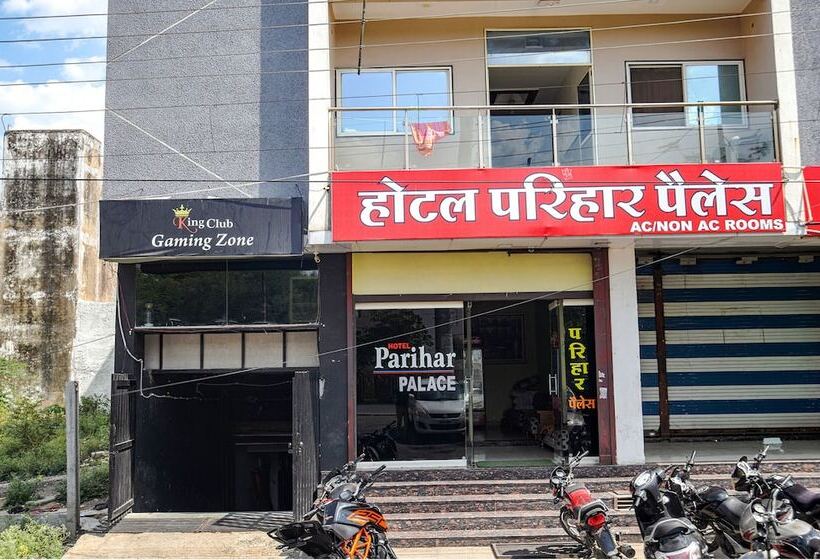 King Club
Gaming Zone
होटल परिहार पैलेस
AC/NON AC ROOMS
HOTEL
Parihar
PALACE
परिहार
पैलेस